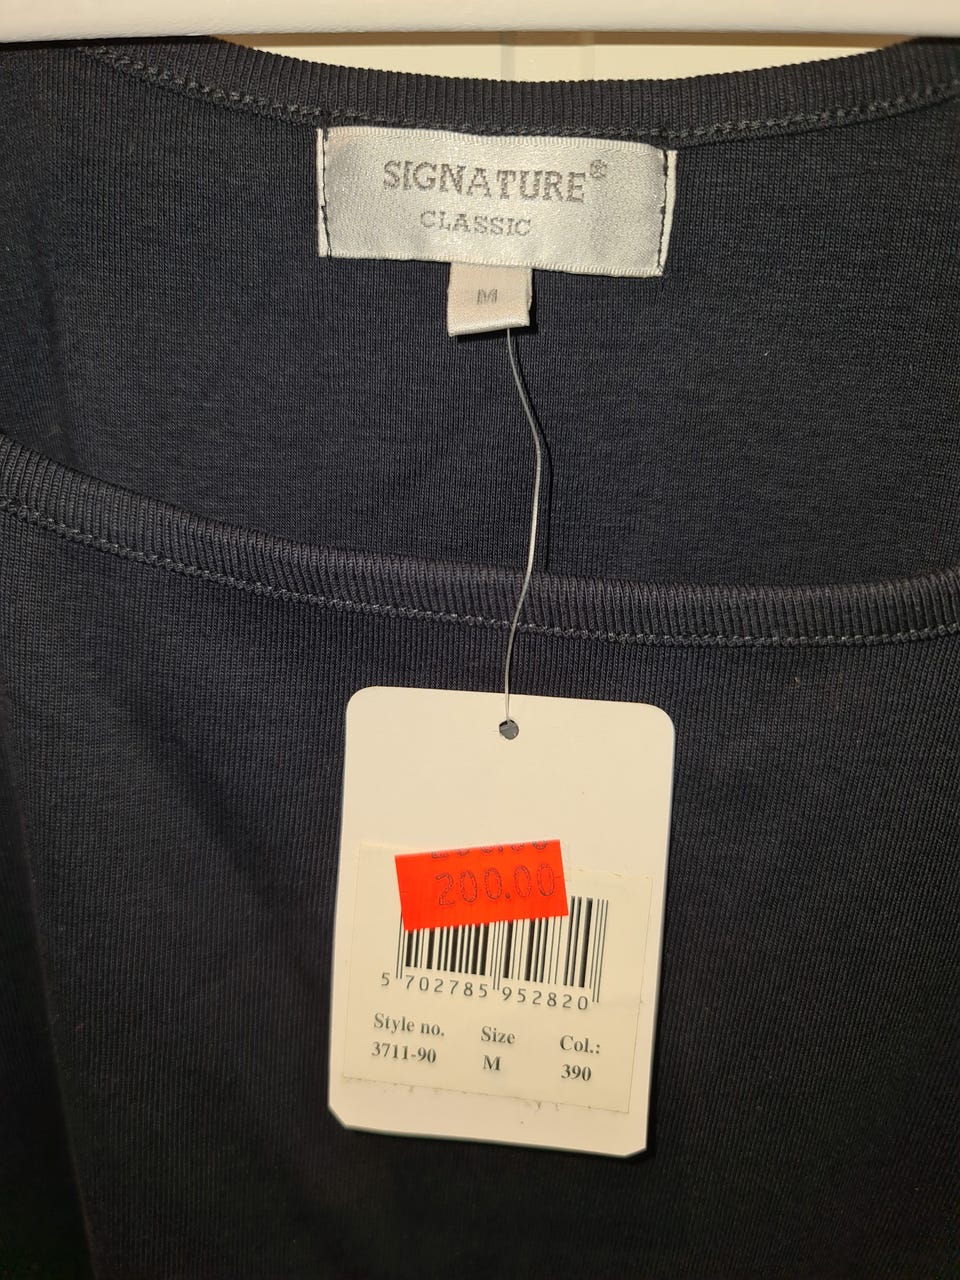 SIGNATURE®
CLASSIC
M
200.00
5 702785 952820
Style no. Size Col.:
3711-90 M 390